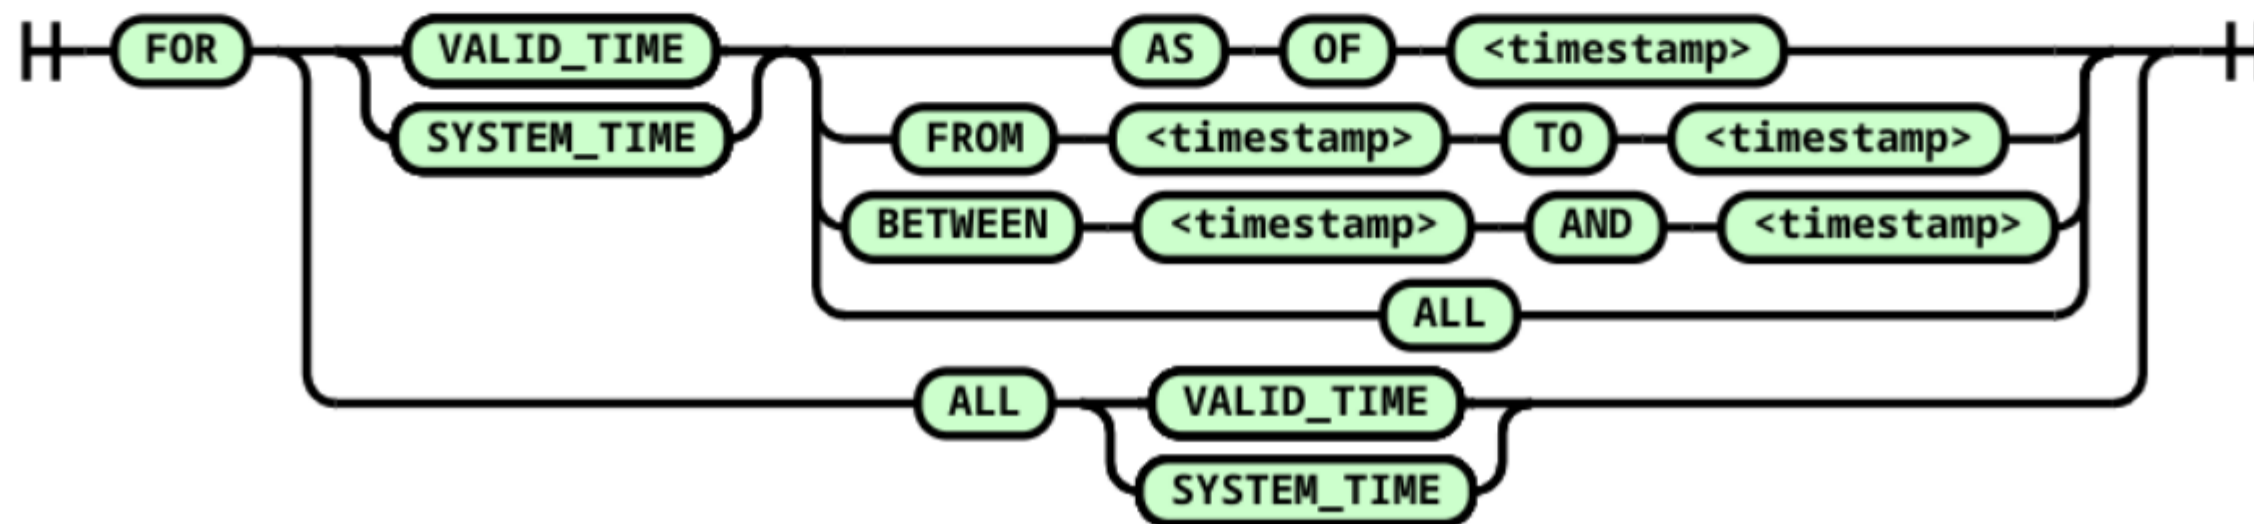 FOR VALID_TIME AS OF <timestamp>
SYSTEM_TIME FROM <timestamp> TO <timestamp>
BETWEEN <timestamp> AND <timestamp>
ALL
ALL VALID_TIME
SYSTEM_TIME